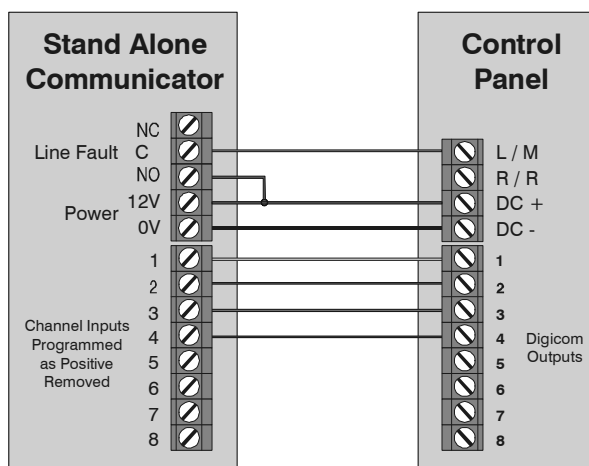 Stand Alone
Communicator
NC
Line Fault C
NO
Power 12V
0V
1
2
3
4
5
6
7
8
Channel Inputs
Programmed
as Positive
Removed
Control
Panel
L / M
R / R
DC +
DC -
1
2
3
4
5
6
7
8
Digicom
Outputs